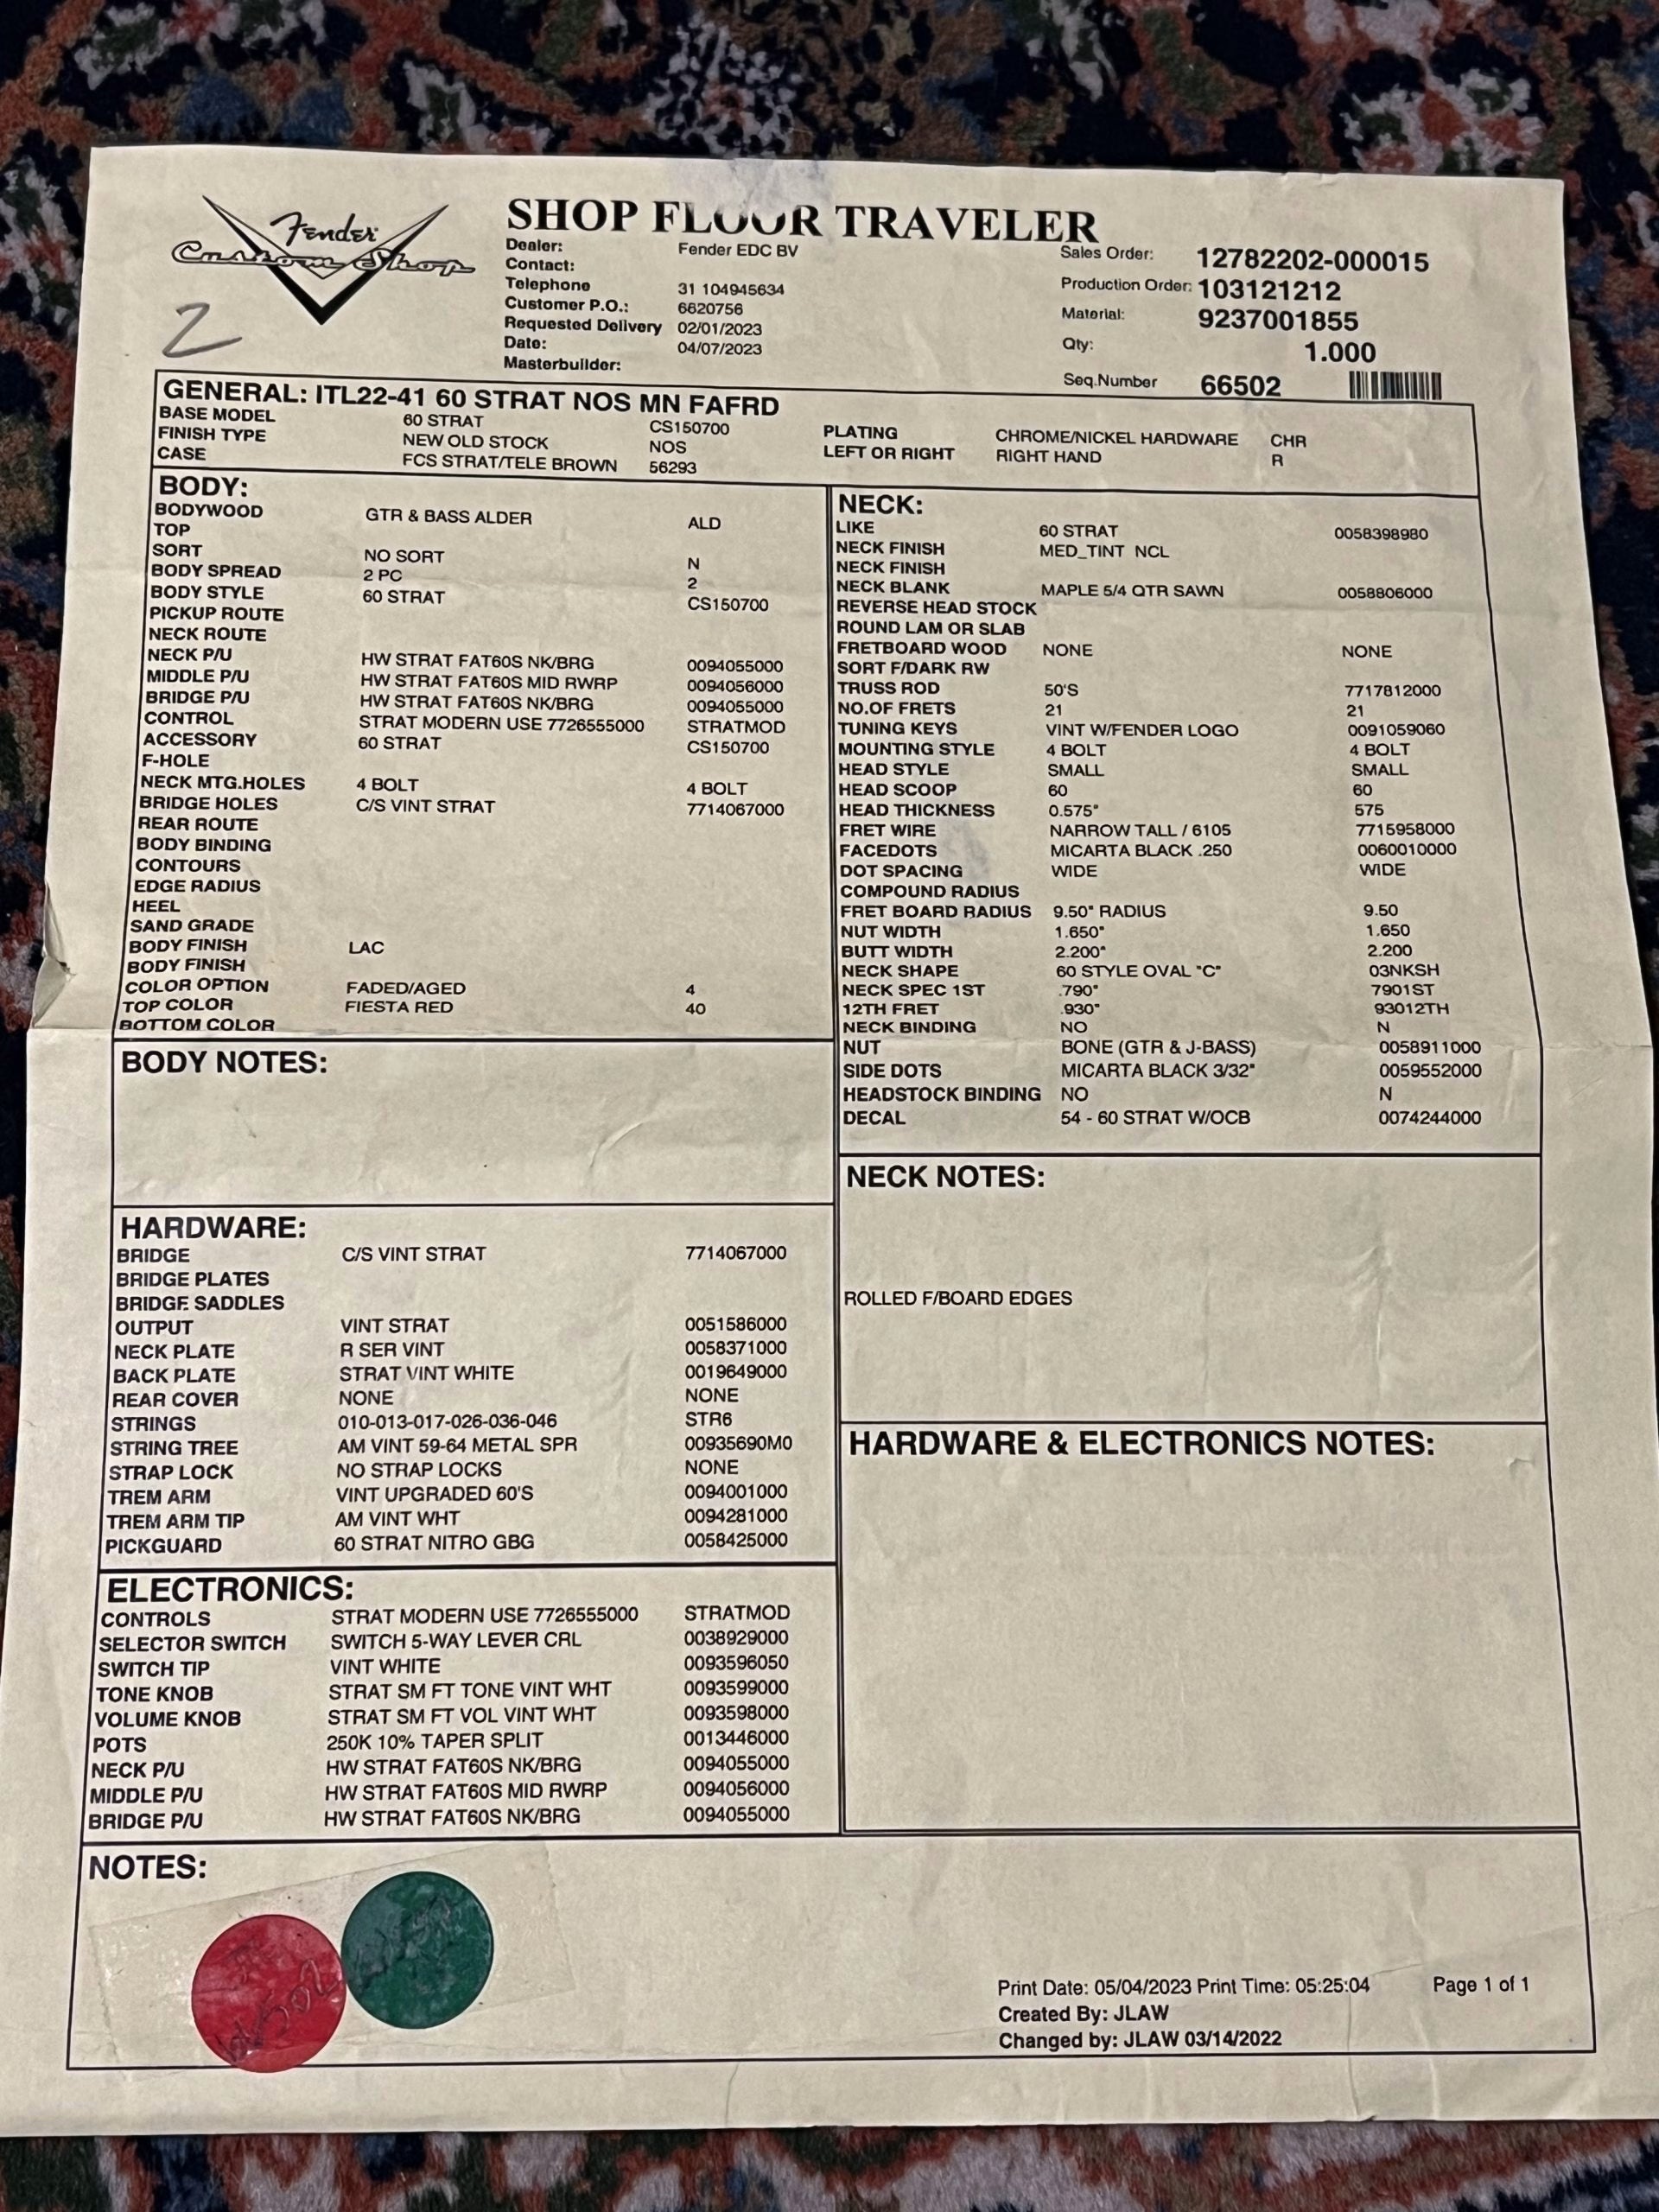 Fender
Custom Shop
2
SHOP FLOOR TRAVELER
Dealer: Fender EDC BV
Contact:
Telephone 31 104945634
Customer P.O.: 6620756
Requested Delivery 02/01/2023
Date: 04/07/2023
Masterbuilder:
Sales Order: 12782202-000015
Production Order: 103121212
Material: 9237001855
Qty: 1.000
Seq.Number 66502
GENERAL: ITL22-41 60 STRAT NOS MN FAFRD
BASE MODEL 60 STRAT CS150700
FINISH TYPE NEW OLD STOCK NOS
CASE FCS STRAT/TELE BROWN 56293
PLATING CHROME/NICKEL HARDWARE CHR
LEFT OR RIGHT RIGHT HAND R
BODY:
BODYWOOD GTR & BASS ALDER ALD
TOP
SORT NO SORT N
BODY SPREAD 2 PC 2
BODY STYLE 60 STRAT CS150700
PICKUP ROUTE
NECK ROUTE
NECK P/U HW STRAT FAT60S NK/BRG 0094055000
MIDDLE P/U HW STRAT FAT60S MID RWRP 0094056000
BRIDGE P/U HW STRAT FAT60S NK/BRG 0094055000
CONTROL STRAT MODERN USE 7726555000 STRATMOD
ACCESSORY 60 STRAT CS150700
F-HOLE
NECK MTG.HOLES 4 BOLT 4 BOLT
BRIDGE HOLES C/S VINT STRAT 7714067000
REAR ROUTE
BODY BINDING
CONTOURS
EDGE RADIUS
HEEL
SAND GRADE
BODY FINISH LAC
BODY FINISH
COLOR OPTION FADED/AGED 4
TOP COLOR FIESTA RED 40
BOTTOM COLOR
BODY NOTES:
HARDWARE:
BRIDGE C/S VINT STRAT 7714067000
BRIDGE PLATES
BRIDGE SADDLES
OUTPUT VINT STRAT 0051586000
NECK PLATE R SER VINT 0058371000
BACK PLATE STRAT VINT WHITE 0019649000
REAR COVER NONE NONE
STRINGS 010-013-017-026-036-046 STR6
STRING TREE AM VINT 59-64 METAL SPR 00935690M0
STRAP LOCK NO STRAP LOCKS NONE
TREM ARM VINT UPGRADED 60'S 0094001000
TREM ARM TIP AM VINT WHT 0094281000
PICKGUARD 60 STRAT NITRO GBG 0058425000
ELECTRONICS:
CONTROLS STRAT MODERN USE 7726555000 STRATMOD
SELECTOR SWITCH SWITCH 5-WAY LEVER CRL 0038929000
SWITCH TIP VINT WHITE 0093596050
TONE KNOB STRAT SM FT TONE VINT WHT 0093599000
VOLUME KNOB STRAT SM FT VOL VINT WHT 0093598000
POTS 250K 10% TAPER SPLIT 0013446000
NECK P/U HW STRAT FAT60S NK/BRG 0094055000
MIDDLE P/U HW STRAT FAT60S MID RWRP 0094056000
BRIDGE P/U HW STRAT FAT60S NK/BRG 0094055000
NECK:
LIKE 60 STRAT 0058398980
NECK FINISH MED_TINT NCL
NECK FINISH
NECK BLANK MAPLE 5/4 QTR SAWN 0058806000
REVERSE HEAD STOCK
ROUND LAM OR SLAB
FRETBOARD WOOD NONE NONE
SORT F/DARK RW
TRUSS ROD 50'S 7717812000
NO.OF FRETS 21 21
TUNING KEYS VINT W/FENDER LOGO 0091059060
MOUNTING STYLE 4 BOLT 4 BOLT
HEAD STYLE SMALL SMALL
HEAD SCOOP 60 60
HEAD THICKNESS 0.575" 575
FRET WIRE NARROW TALL / 6105 7715958000
FACEDOTS MICARTA BLACK .250 0060010000
DOT SPACING WIDE WIDE
COMPOUND RADIUS
FRET BOARD RADIUS 9.50" RADIUS 9.50
NUT WIDTH 1.650" 1.650
BUTT WIDTH 2.200" 2.200
NECK SHAPE 60 STYLE OVAL "C" 03NKSH
NECK SPEC 1ST .790" 7901ST
12TH FRET .930" 93012TH
NECK BINDING NO N
NUT BONE (GTR & J-BASS) 0058911000
SIDE DOTS MICARTA BLACK 3/32" 0059552000
HEADSTOCK BINDING NO N
DECAL 54 - 60 STRAT W/OCB 0074244000
NECK NOTES:
ROLLED F/BOARD EDGES
HARDWARE & ELECTRONICS NOTES:
NOTES:
Print Date: 05/04/2023 Print Time: 05:25:04 Page 1 of 1
Created By: JLAW
Changed by: JLAW 03/14/2022